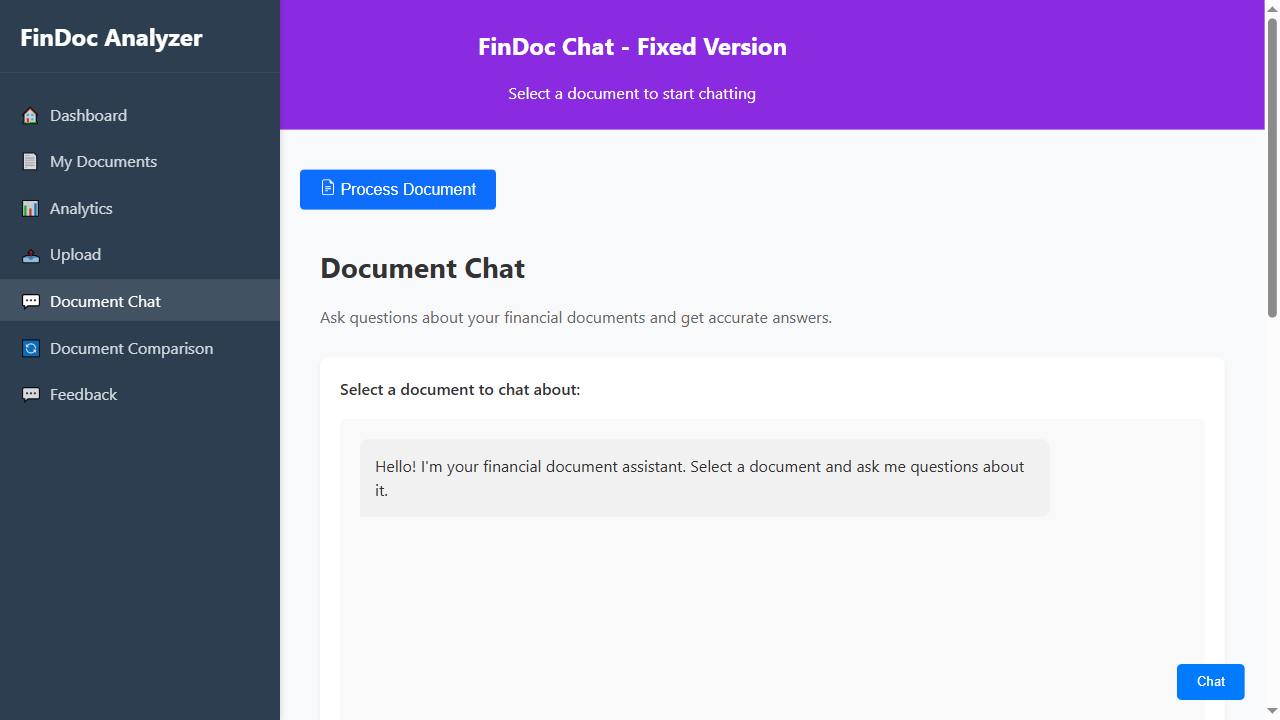 FinDoc Analyzer
Dashboard
My Documents
Analytics
Upload
Document Chat
Document Comparison
Feedback
FinDoc Chat - Fixed Version
Select a document to start chatting
Process Document
Document Chat
Ask questions about your financial documents and get accurate answers.
Select a document to chat about:
Hello! I'm your financial document assistant. Select a document and ask me questions about
it.
Chat